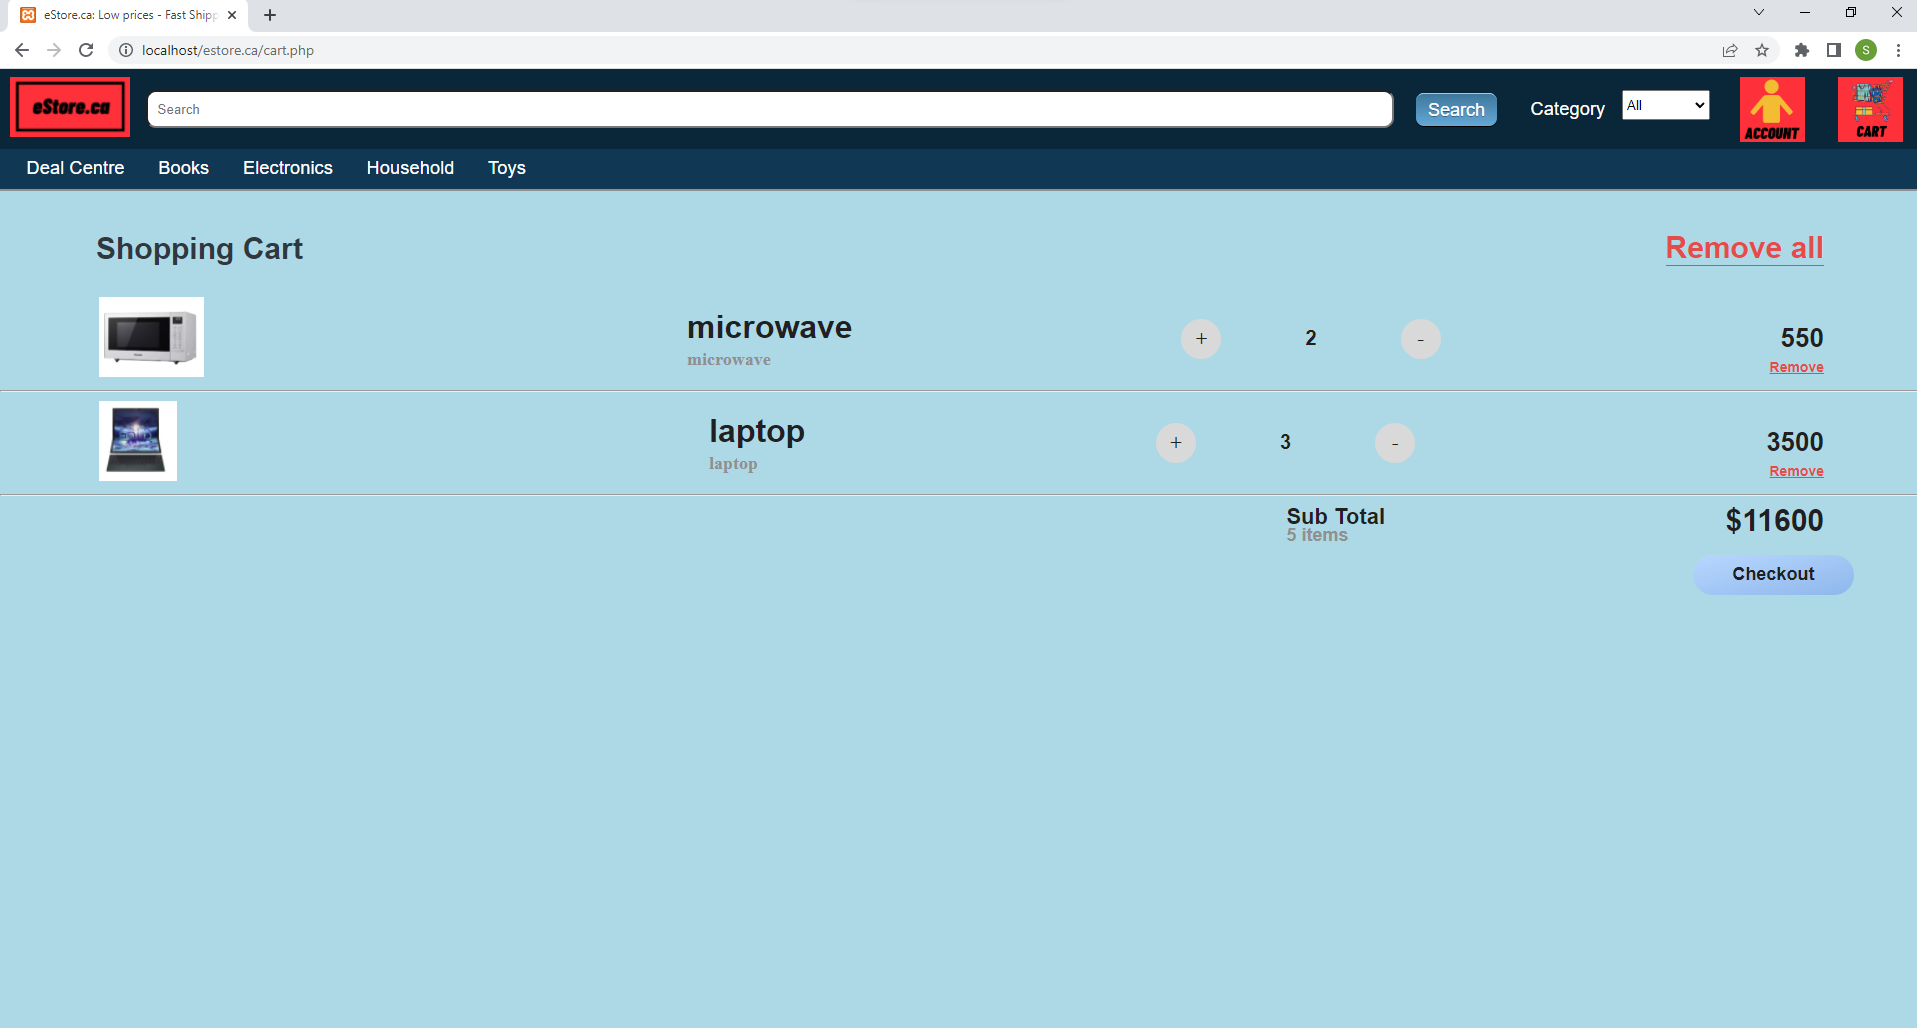 eStore.ca: Low prices - Fast Shipp
localhost/estore.ca/cart.php
S
eStore.ca
Search
Search
Category
All
ACCOUNT
CART
Deal Centre Books Electronics Household Toys
Shopping Cart
Remove all
microwave
microwave
+ 2 -
550
Remove
laptop
laptop
+ 3 -
3500
Remove
Sub Total
5 items
$11600
Checkout